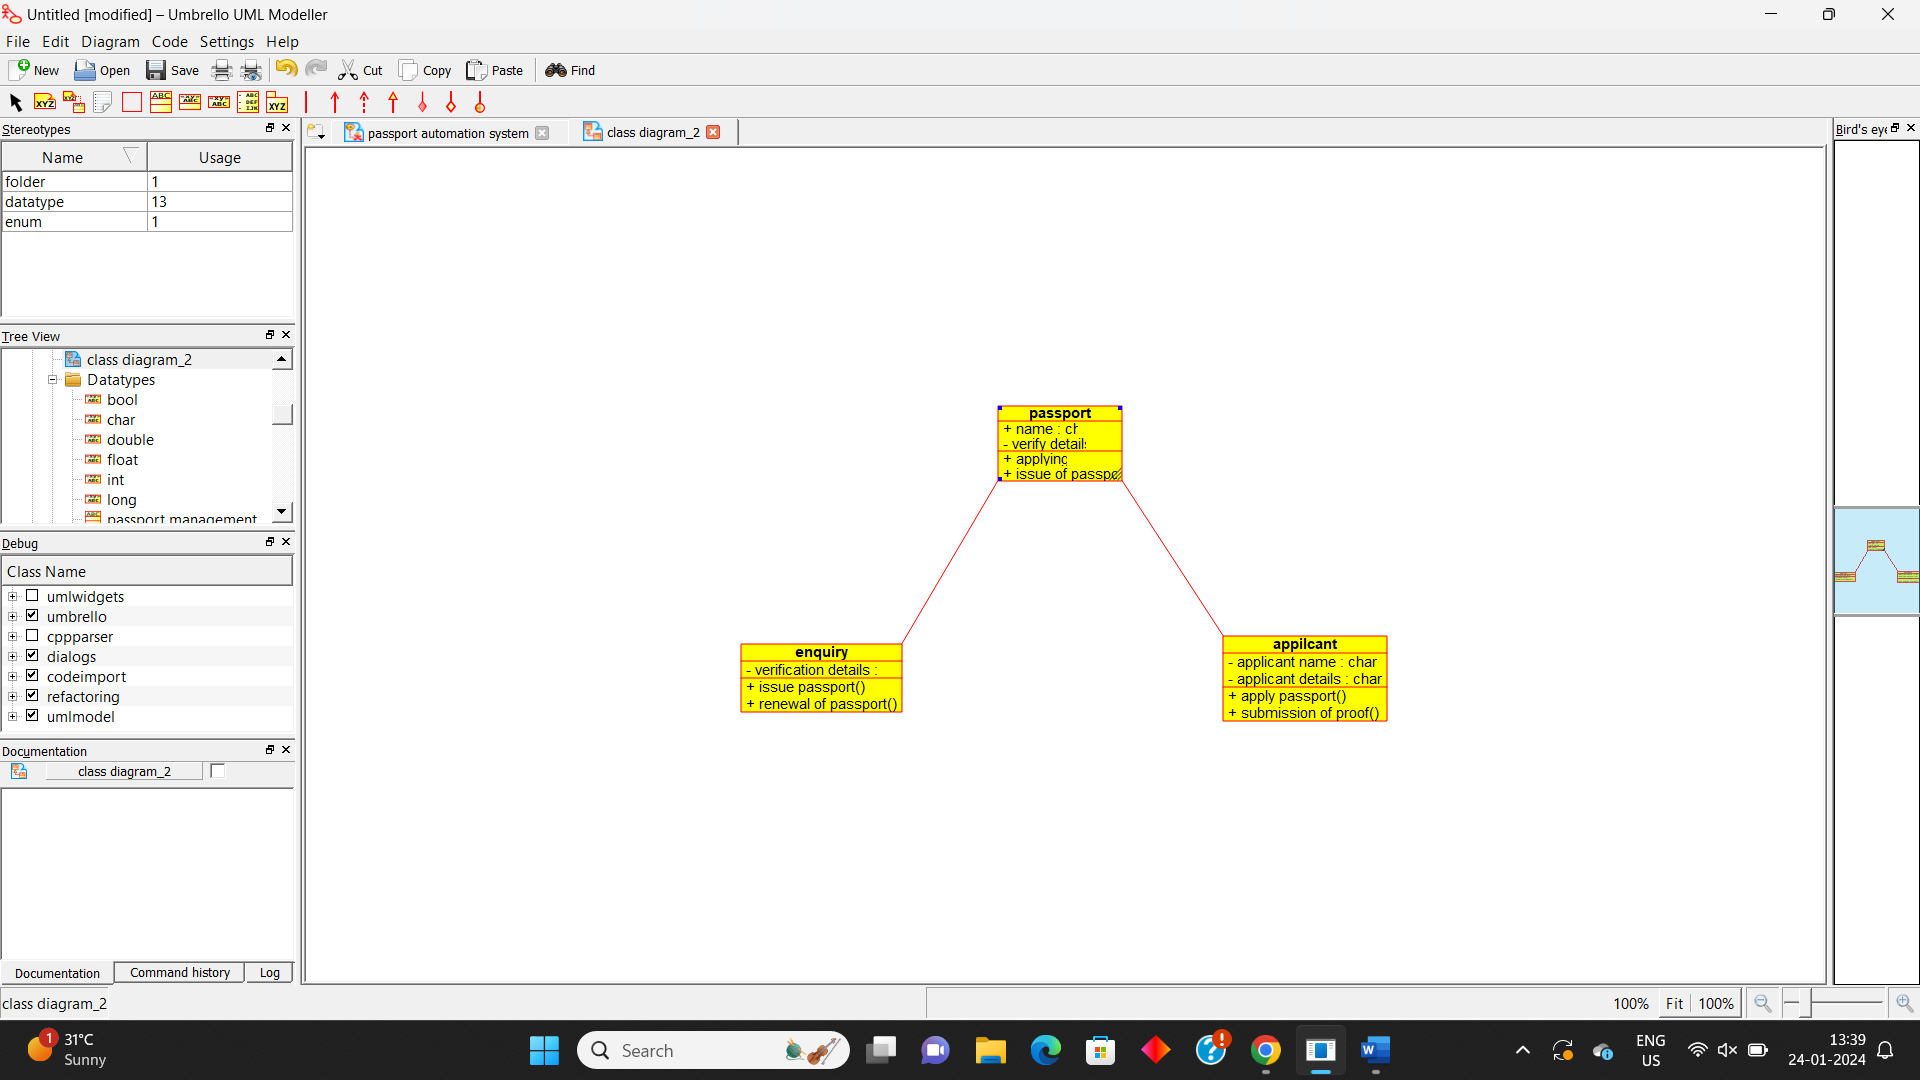 Untitled [modified] – Umbrello UML Modeller
File Edit Diagram Code Settings Help
New Open Save Cut Copy Paste Find
Stereotypes
Name Usage
folder 1
datatype 13
enum 1
Tree View
class diagram_2
Datatypes
bool
char
double
float
int
long
passport management
Debug
Class Name
umlwidgets
umbrello
cppparser
dialogs
codeimport
refactoring
umlmodel
Documentation
class diagram_2
Documentation Command history Log
class diagram_2
passport automation system class diagram_2
passport
+ name : ch
- verify details
+ applying
+ issue of passpo
enquiry
- verification details :
+ issue passport()
+ renewal of passport()
appilcant
- applicant name : char
- applicant details : char
+ apply passport()
+ submission of proof()
Bird's eye
100% Fit 100%
1
31°C
Sunny
Search
ENG
US
13:39
24-01-2024